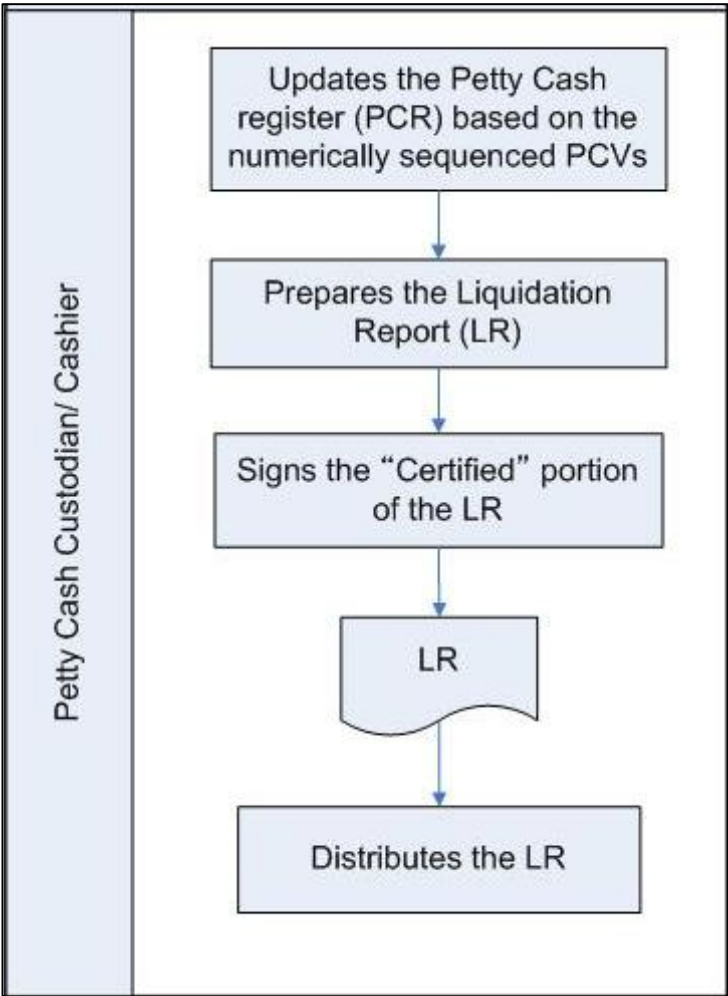 Petty Cash Custodian/ Cashier
Updates the Petty Cash
register (PCR) based on the
numerically sequenced PCVs
Prepares the Liquidation
Report (LR)
Signs the “Certified” portion
of the LR
LR
Distributes the LR